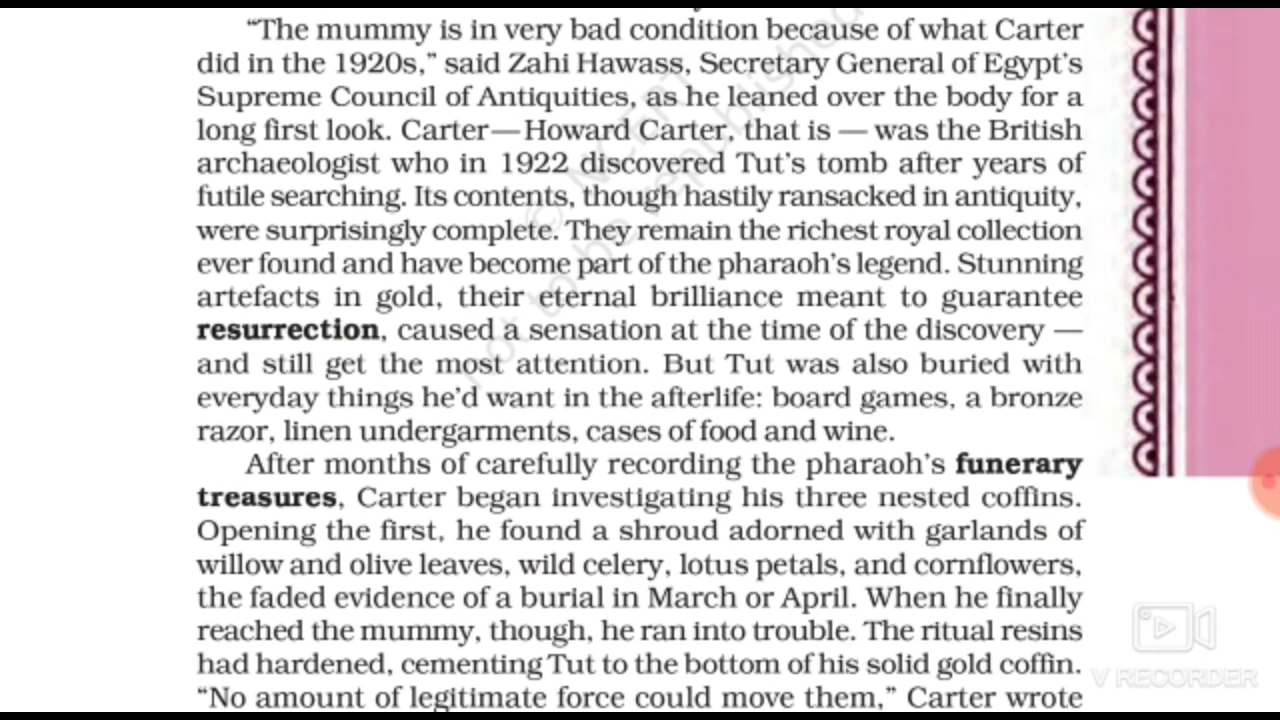 “The mummy is in very bad condition because of what Carter
did in the 1920s,” said Zahi Hawass, Secretary General of Egypt’s
Supreme Council of Antiquities, as he leaned over the body for a
long first look. Carter—Howard Carter, that is — was the British
archaeologist who in 1922 discovered Tut’s tomb after years of
futile searching. Its contents, though hastily ransacked in antiquity,
were surprisingly complete. They remain the richest royal collection
ever found and have become part of the pharaoh’s legend. Stunning
artefacts in gold, their eternal brilliance meant to guarantee
resurrection, caused a sensation at the time of the discovery —
and still get the most attention. But Tut was also buried with
everyday things he’d want in the afterlife: board games, a bronze
razor, linen undergarments, cases of food and wine.
After months of carefully recording the pharaoh’s funerary
treasures, Carter began investigating his three nested coffins.
Opening the first, he found a shroud adorned with garlands of
willow and olive leaves, wild celery, lotus petals, and cornflowers,
the faded evidence of a burial in March or April. When he finally
reached the mummy, though, he ran into trouble. The ritual resins
had hardened, cementing Tut to the bottom of his solid gold coffin.
“No amount of legitimate force could move them,” Carter wrote
© NCERT
not to be republished
V RECORDER